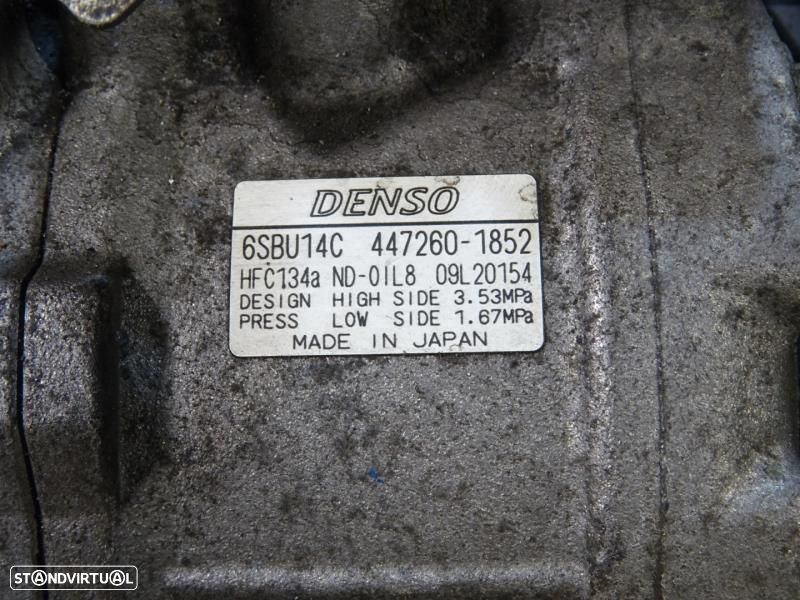 DENSO
6SBU14C 447260-1852
HFC134a ND-OIL8 09L20154
DESIGN HIGH SIDE 3.53MPa
PRESS LOW SIDE 1.67MPa
MADE IN JAPAN
STANDVIRTUAL